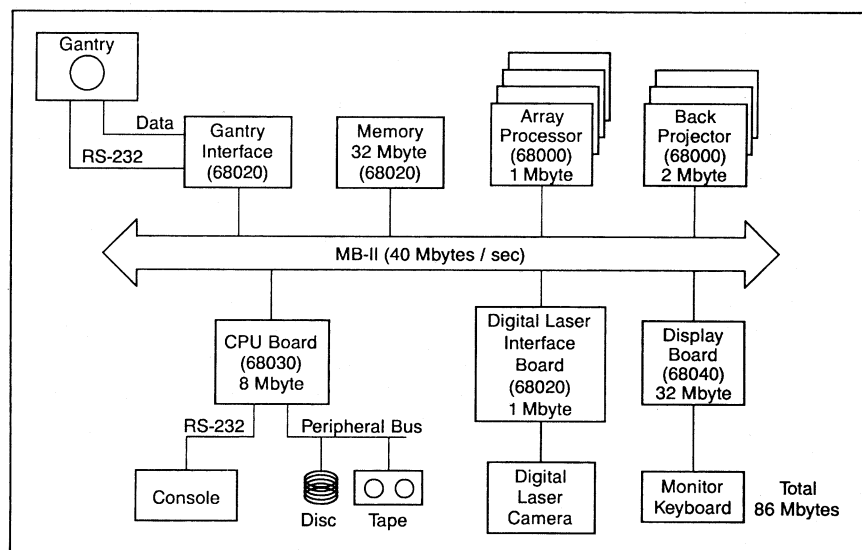 Gantry
Data
RS-232
Gantry
Interface
(68020)
Memory
32 Mbyte
(68020)
Array
Processor
(68000)
1 Mbyte
Back
Projector
(68000)
2 Mbyte
MB-II (40 Mbytes / sec)
CPU Board
(68030)
8 Mbyte
RS-232
Peripheral Bus
Console
Disc
Tape
Digital Laser
Interface
Board
(68020)
1 Mbyte
Digital
Laser
Camera
Display
Board
(68040)
32 Mbyte
Monitor
Keyboard
Total
86 Mbytes